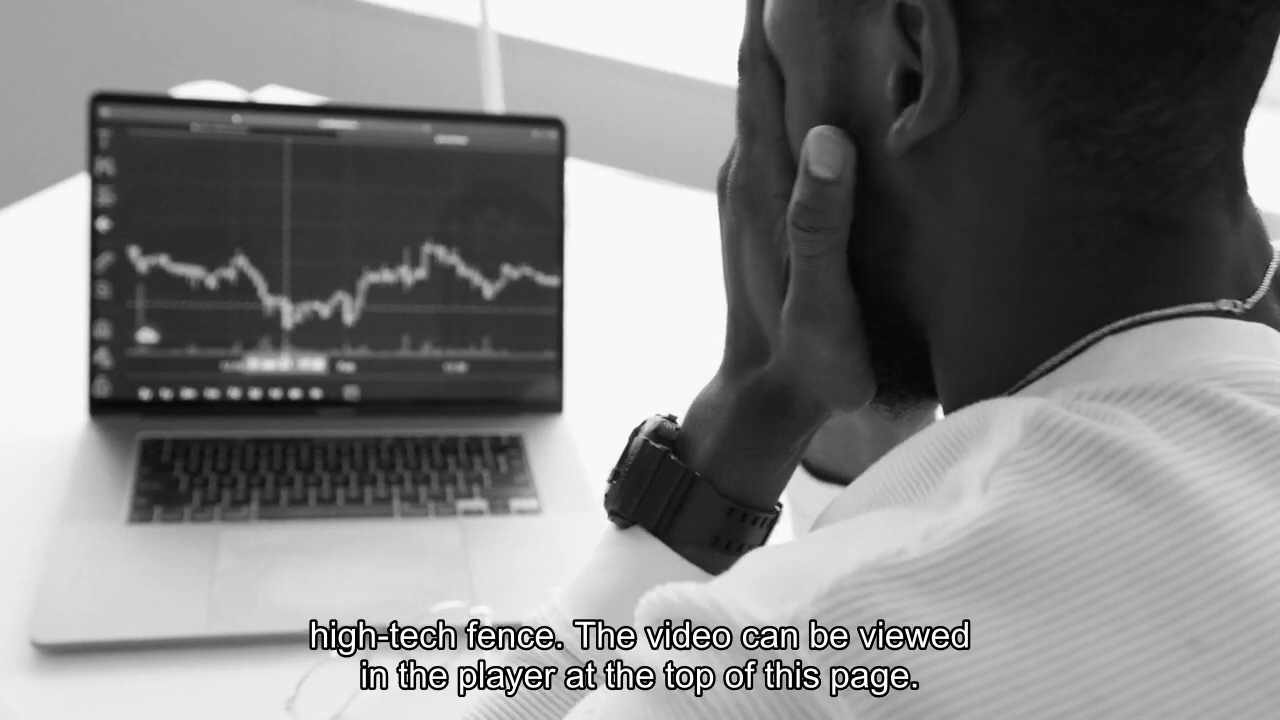 high-tech fence. The video can be viewed
in the player at the top of this page.